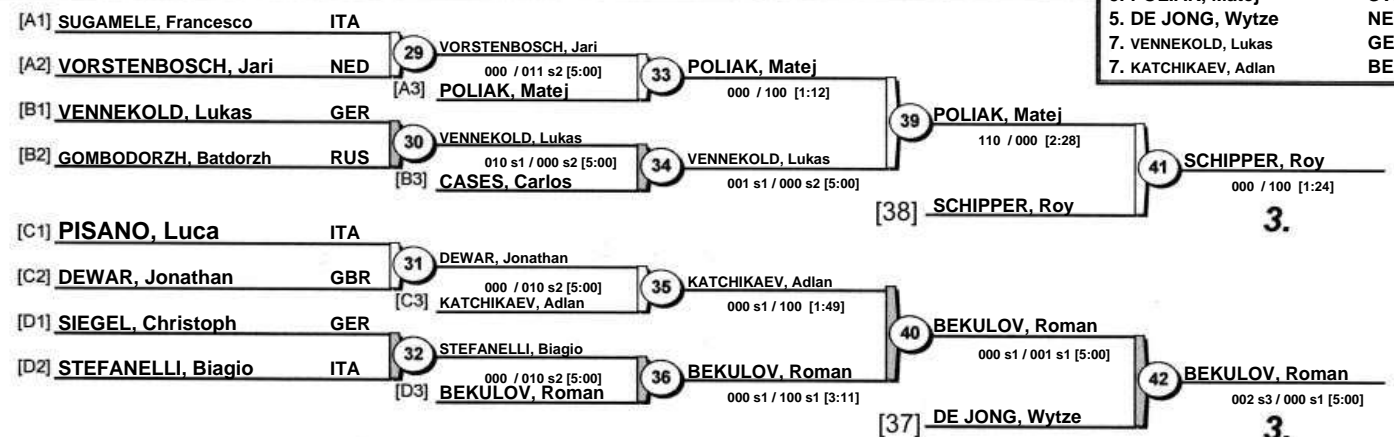 [A1] SUGAMELE, Francesco ITA
[A2] VORSTENBOSCH, Jari NED
29
VORSTENBOSCH, Jari
000 / 011 s2 [5:00]
[A3] POLIAK, Matej
33
POLIAK, Matej
000 / 100 [1:12]
[B1] VENNEKOLD, Lukas GER
[B2] GOMBODORZH, Batdorzh RUS
30
VENNEKOLD, Lukas
010 s1 / 000 s2 [5:00]
[B3] CASES, Carlos
34
VENNEKOLD, Lukas
001 s1 / 000 s2 [5:00]
39
POLIAK, Matej
110 / 000 [2:28]
[38] SCHIPPER, Roy
41
SCHIPPER, Roy
000 / 100 [1:24]
3.
[C1] PISANO, Luca ITA
[C2] DEWAR, Jonathan GBR
31
DEWAR, Jonathan
000 / 010 s2 [5:00]
[C3] KATCHIKAEV, Adlan
35
KATCHIKAEV, Adlan
000 s1 / 100 [1:49]
[D1] SIEGEL, Christoph GER
[D2] STEFANELLI, Biagio ITA
32
STEFANELLI, Biagio
000 / 010 s2 [5:00]
[D3] BEKULOV, Roman
36
BEKULOV, Roman
000 s1 / 100 s1 [3:11]
40
BEKULOV, Roman
000 s1 / 001 s1 [5:00]
[37] DE JONG, Wytze
42
BEKULOV, Roman
002 s3 / 000 s1 [5:00]
3.
5. DE JONG, Wytze NE
7. VENNEKOLD, Lukas GE
7. KATCHIKAEV, Adlan BE